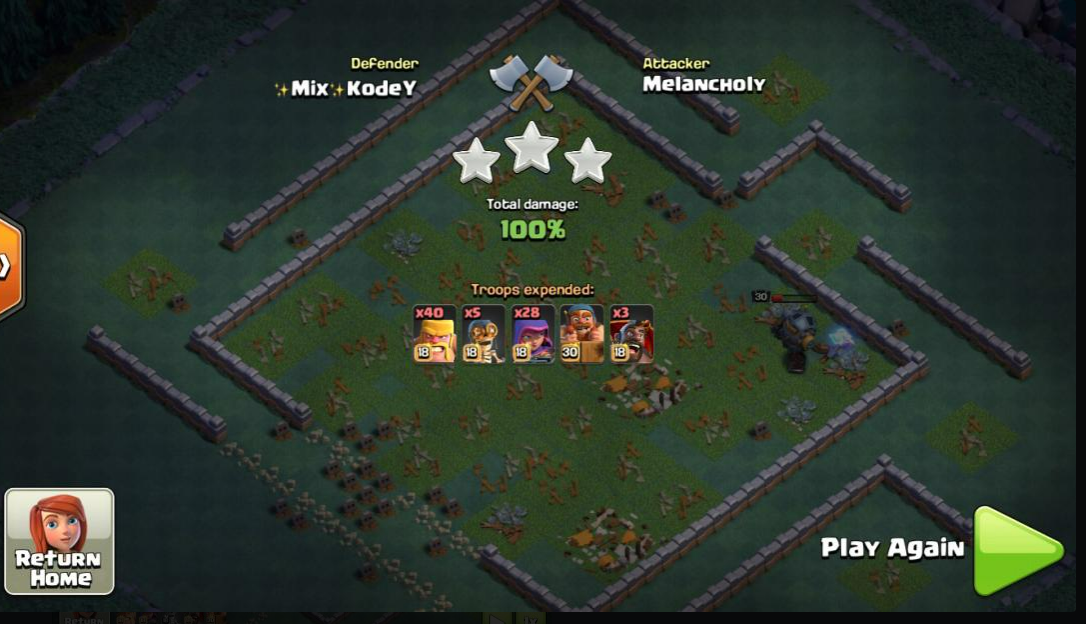 Defender
✨Mix✨KodeY
Attacker
Melancholy
Total damage:
100%
Troops expended:
x40 x5 x28 x3
18 18 18 30 18
30
Return
Home
Play Again